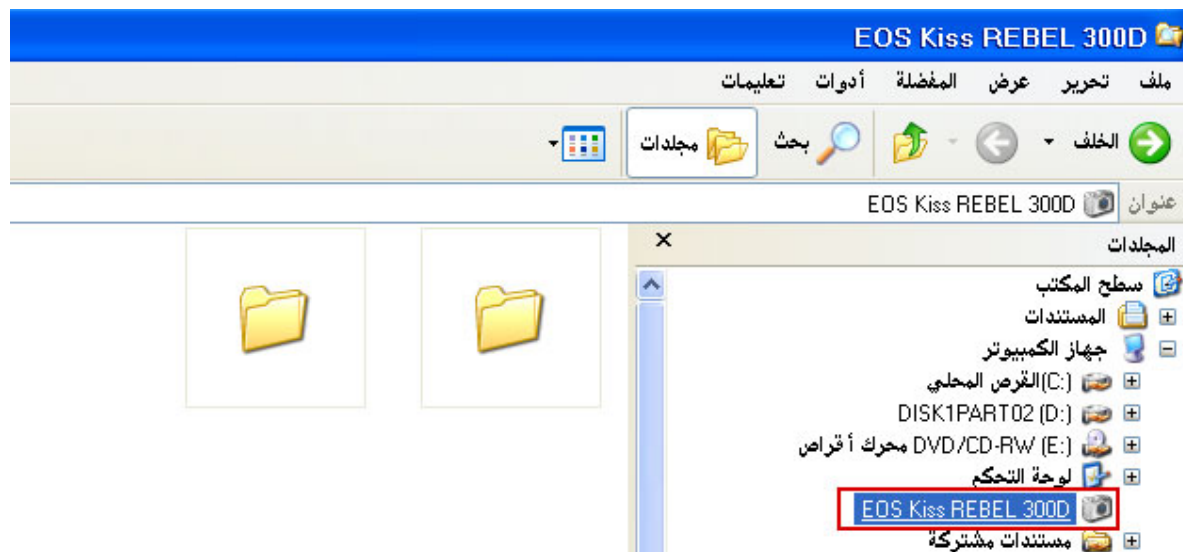 EOS Kiss REBEL 300D
ملف تحرير عرض المفضلة أدوات تعليمات
الخلف بحث مجلدات
عنوان EOS Kiss REBEL 300D
المجلدات
سطح المكتب
المستندات
جهاز الكمبيوتر
القرص المحلي(C:)
DISK1PART02 (D:)
محرك أقراص DVD/CD-RW (E:)
لوحة التحكم
EOS Kiss REBEL 300D
مستندات مشتركة